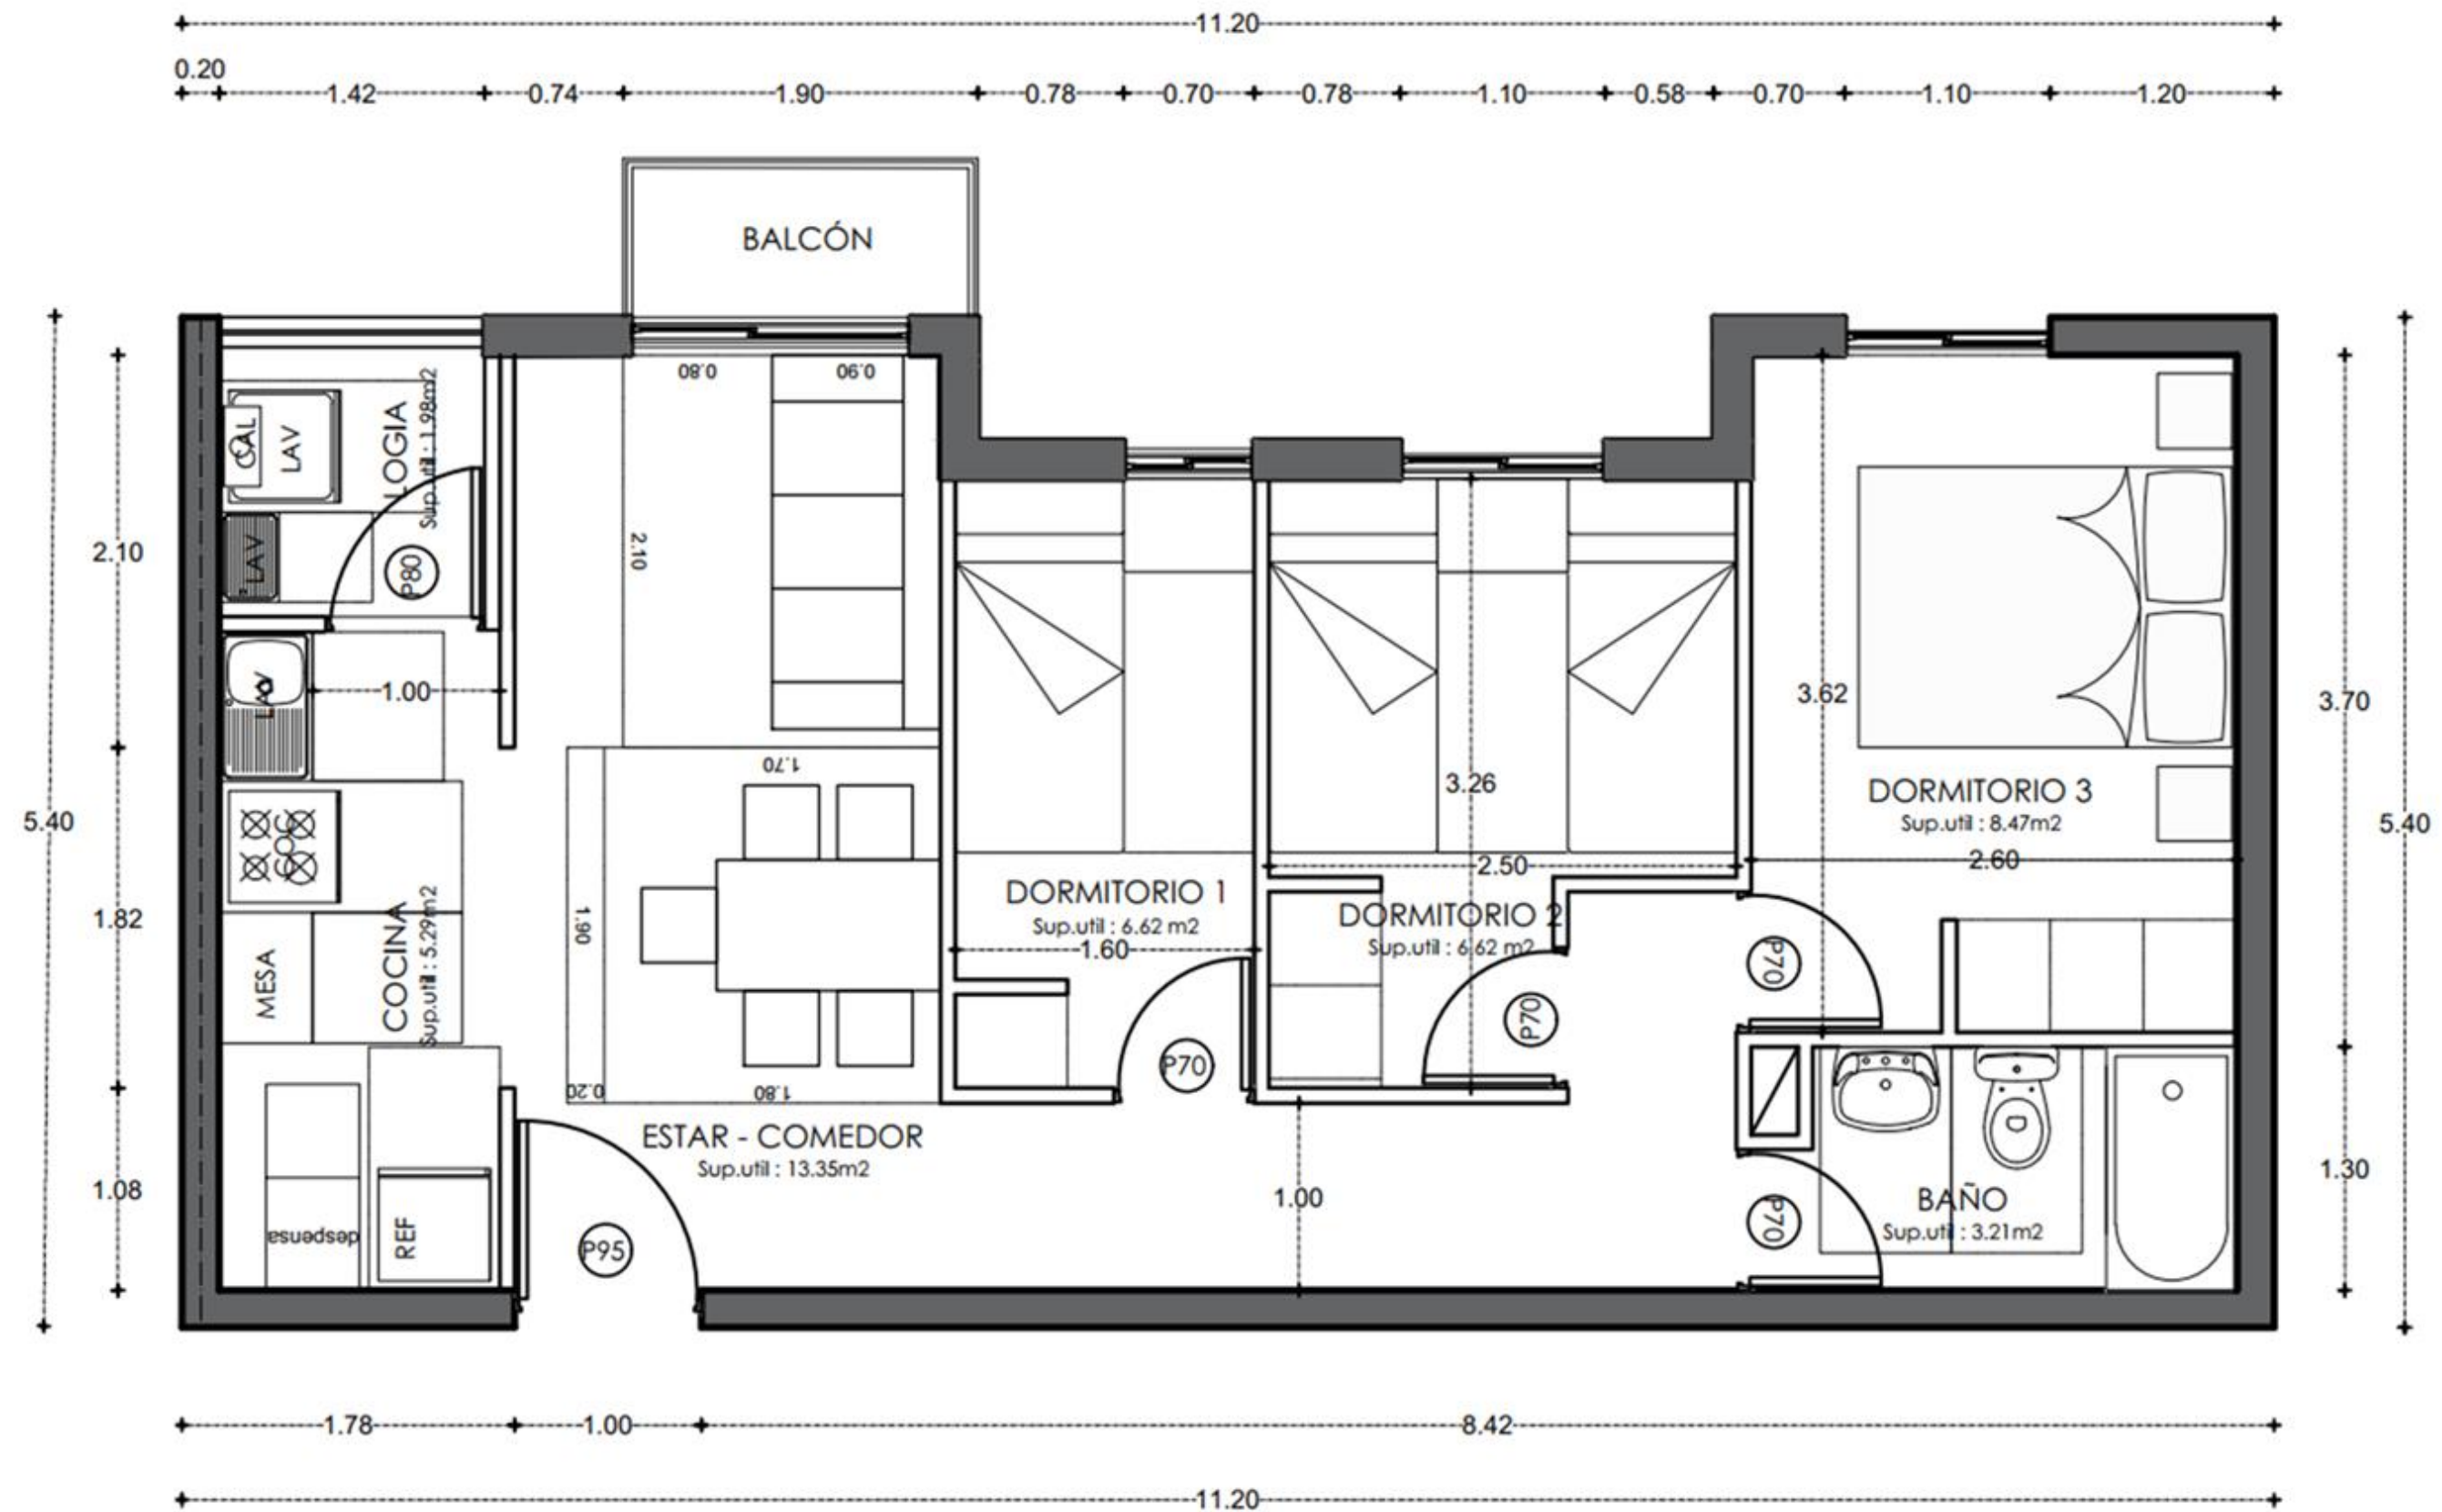 11.20
0.20
1.42 0.74 1.90 0.78 0.70 0.78 1.10 0.58 0.70 1.10 1.20
BALCÓN
0.80 0.90
CAL
LAV
LOGIA
Sup.util : 1.98m2
LAV
P80
2.10
2.10
LAV
1.00
3.62
3.70
1.70
3.26
DORMITORIO 3
Sup.util : 8.47m2
5.40
5.40
COC
2.50
2.60
DORMITORIO 1
Sup.util : 6.62 m2
1.60
DORMITORIO 2
Sup.util : 6.62 m2
1.82
1.90
MESA
COCINA
Sup.util : 5.29m2
P70
P70
P70
0.20
1.80
ESTAR - COMEDOR
Sup.util : 13.35m2
1.08
1.00
1.30
BAÑO
Sup.util : 3.21m2
P70
despensa
REF
P95
1.78 1.00 8.42
11.20